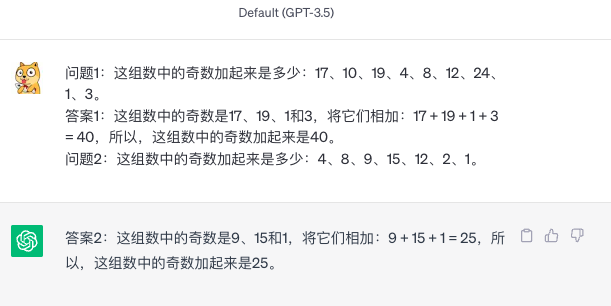 Default (GPT-3.5)
问题1：这组数中的奇数加起来是多少：17、10、19、4、8、12、24、
1、3。
答案1：这组数中的奇数是17、19、1和3，将它们相加：17 + 19 + 1 + 3
= 40，所以，这组数中的奇数加起来是40。
问题2：这组数中的奇数加起来是多少：4、8、9、15、12、2、1。
答案2：这组数中的奇数是9、15和1，将它们相加：9 + 15 + 1 = 25，所
以，这组数中的奇数加起来是25。